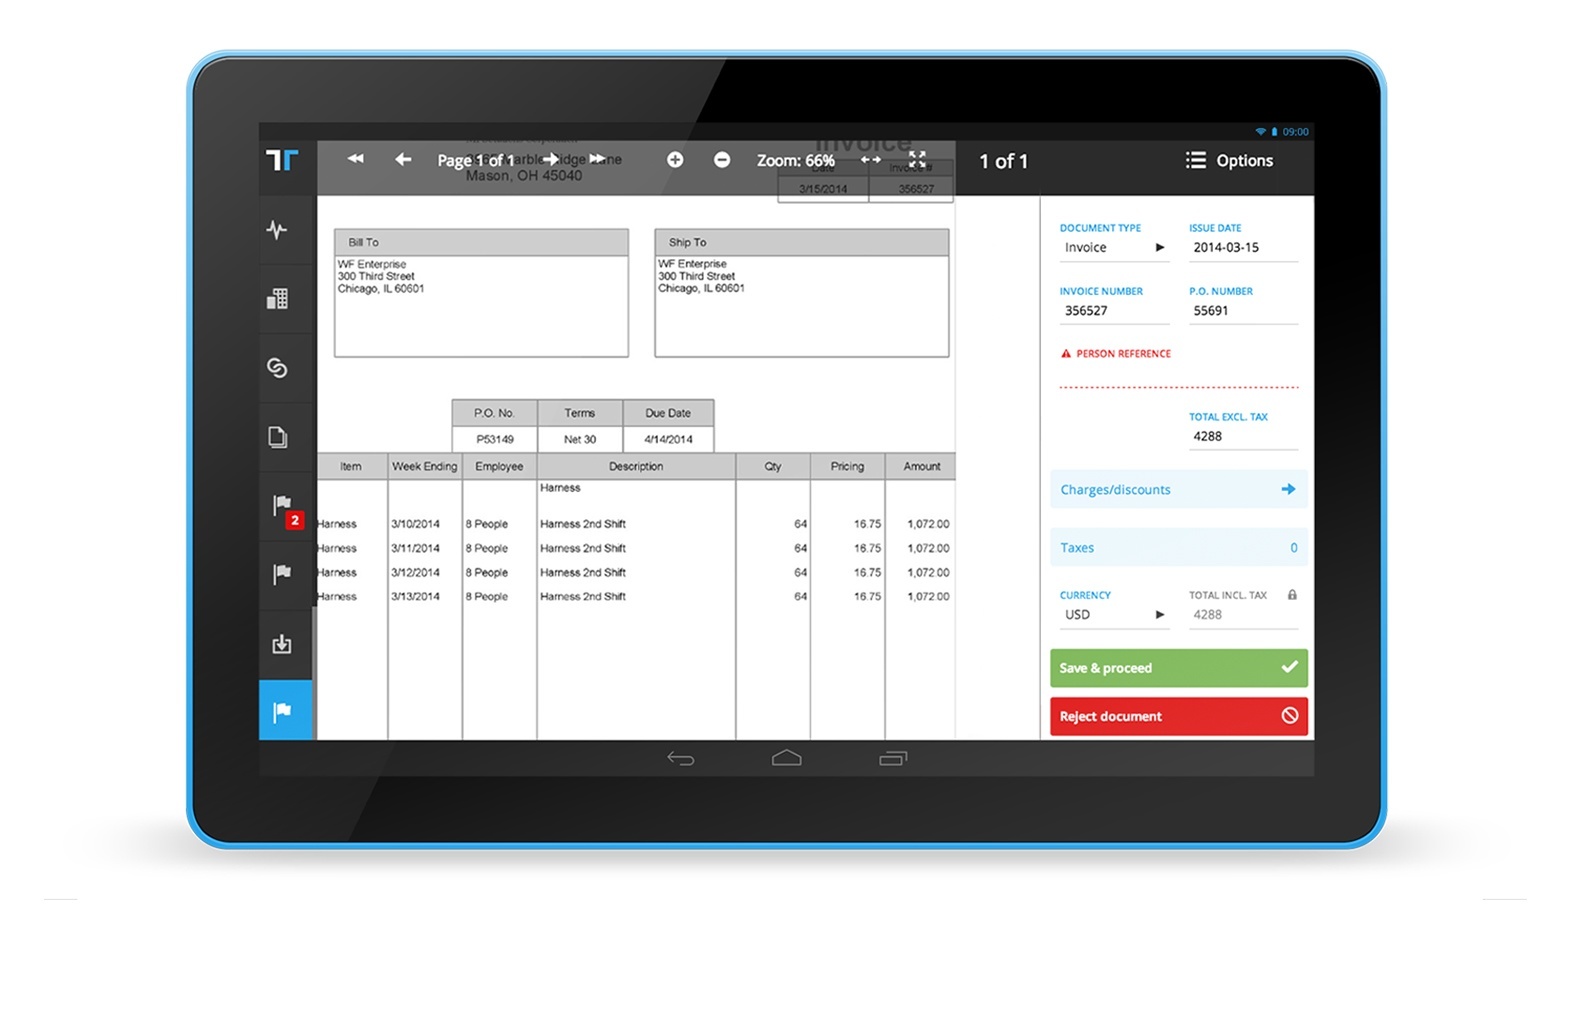 09:00
Page 1 of 1
Zoom: 66%
1 of 1
Options
Invoice
Lane
Mason, OH 45040
Date
Invoice #
3/15/2014
356527
Bill To
WF Enterprise
300 Third Street
Chicago, IL 60601
Ship To
WF Enterprise
300 Third Street
Chicago, IL 60601
P.O. No. Terms Due Date
P53149 Net 30 4/14/2014
Item Week Ending Employee Description Qty Pricing Amount
Harness
Harness 3/10/2014 8 People Harness 2nd Shift 64 16.75 1,072.00
Harness 3/11/2014 8 People Harness 2nd Shift 64 16.75 1,072.00
Harness 3/12/2014 8 People Harness 2nd Shift 64 16.75 1,072.00
Harness 3/13/2014 8 People Harness 2nd Shift 64 16.75 1,072.00
2
DOCUMENT TYPE
Invoice
ISSUE DATE
2014-03-15
INVOICE NUMBER
356527
P.O. NUMBER
55691
PERSON REFERENCE
TOTAL EXCL. TAX
4288
Charges/discounts
Taxes 0
CURRENCY
USD
TOTAL INCL. TAX
4288
Save & proceed
Reject document